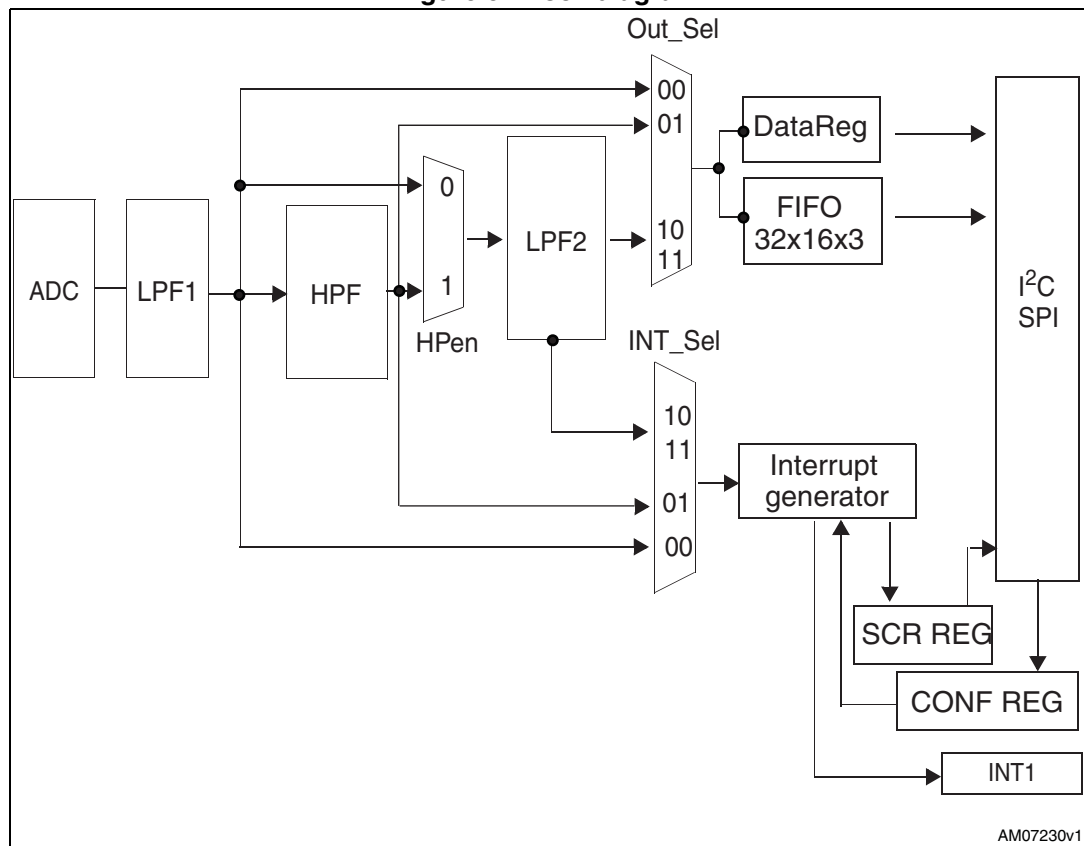 Out_Sel
00
01
10
11
DataReg
FIFO
32x16x3
I²C
SPI
ADC
LPF1
HPF
0
1
HPen
LPF2
INT_Sel
10
11
01
00
Interrupt
generator
SCR REG
CONF REG
INT1
AM07230v1